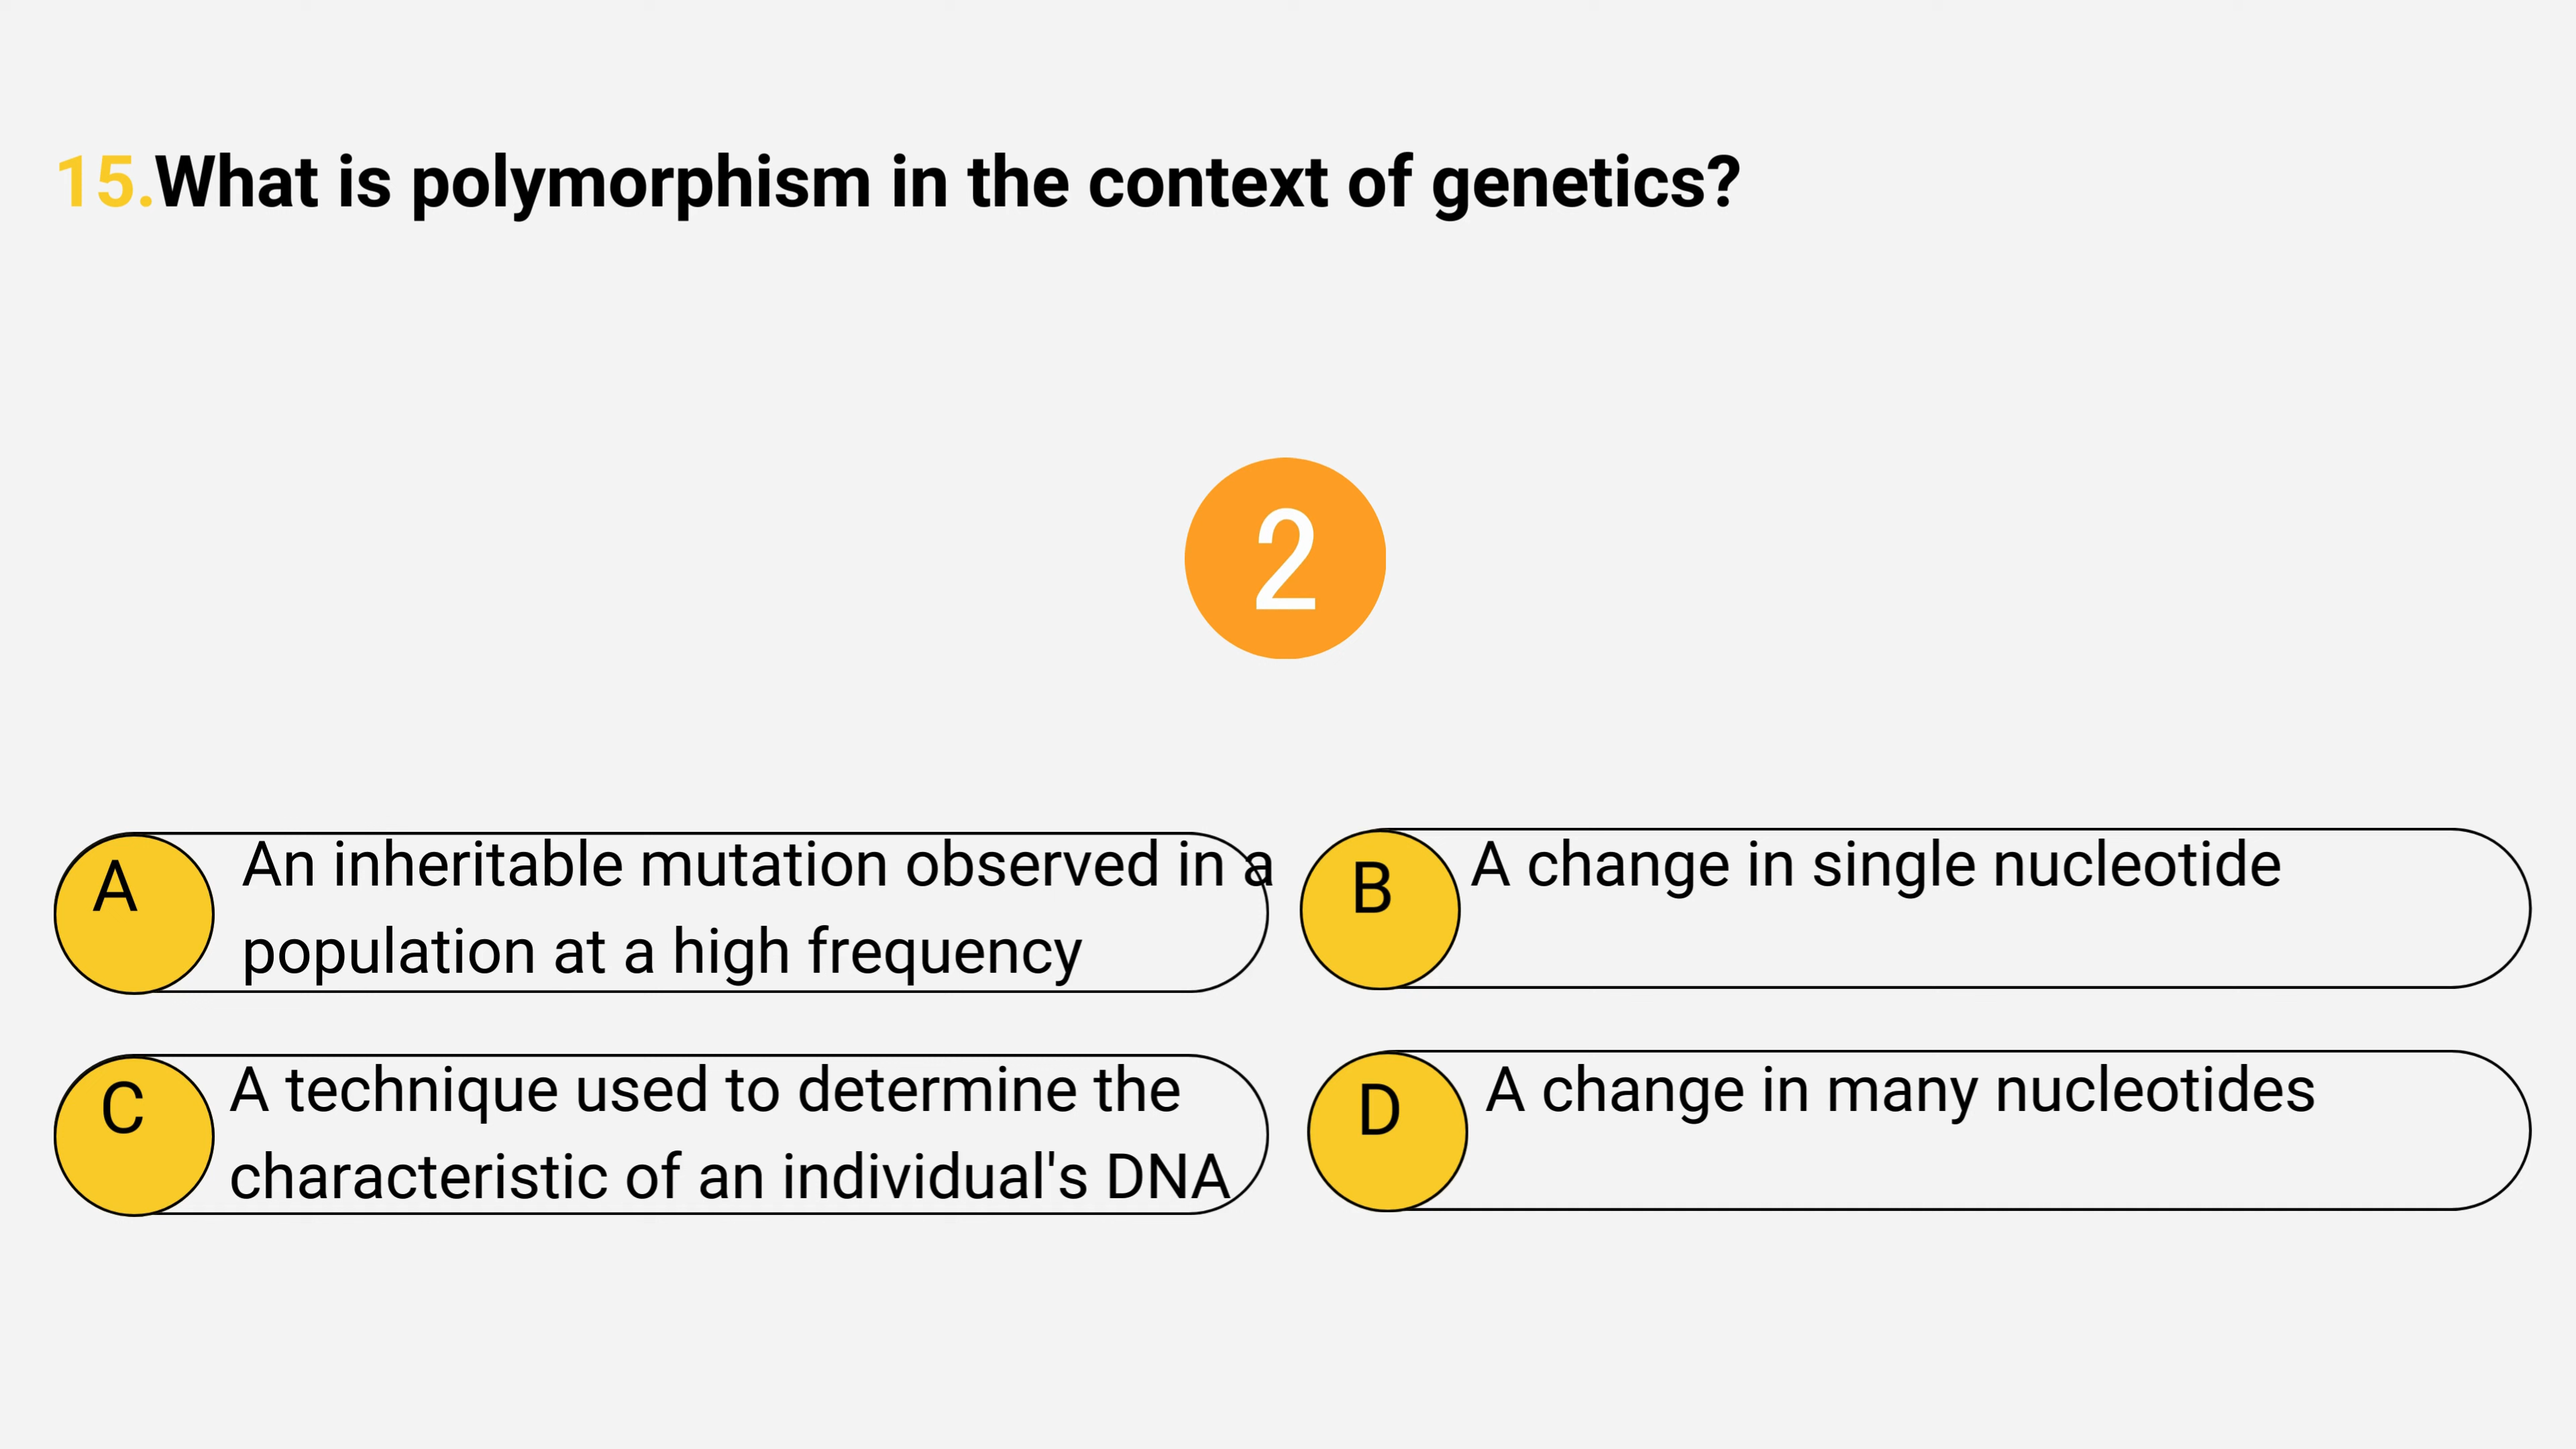 15.What is polymorphism in the context of genetics?
2
A
An inheritable mutation observed in a
population at a high frequency
B
A change in single nucleotide
C
A technique used to determine the
characteristic of an individual's DNA
D
A change in many nucleotides